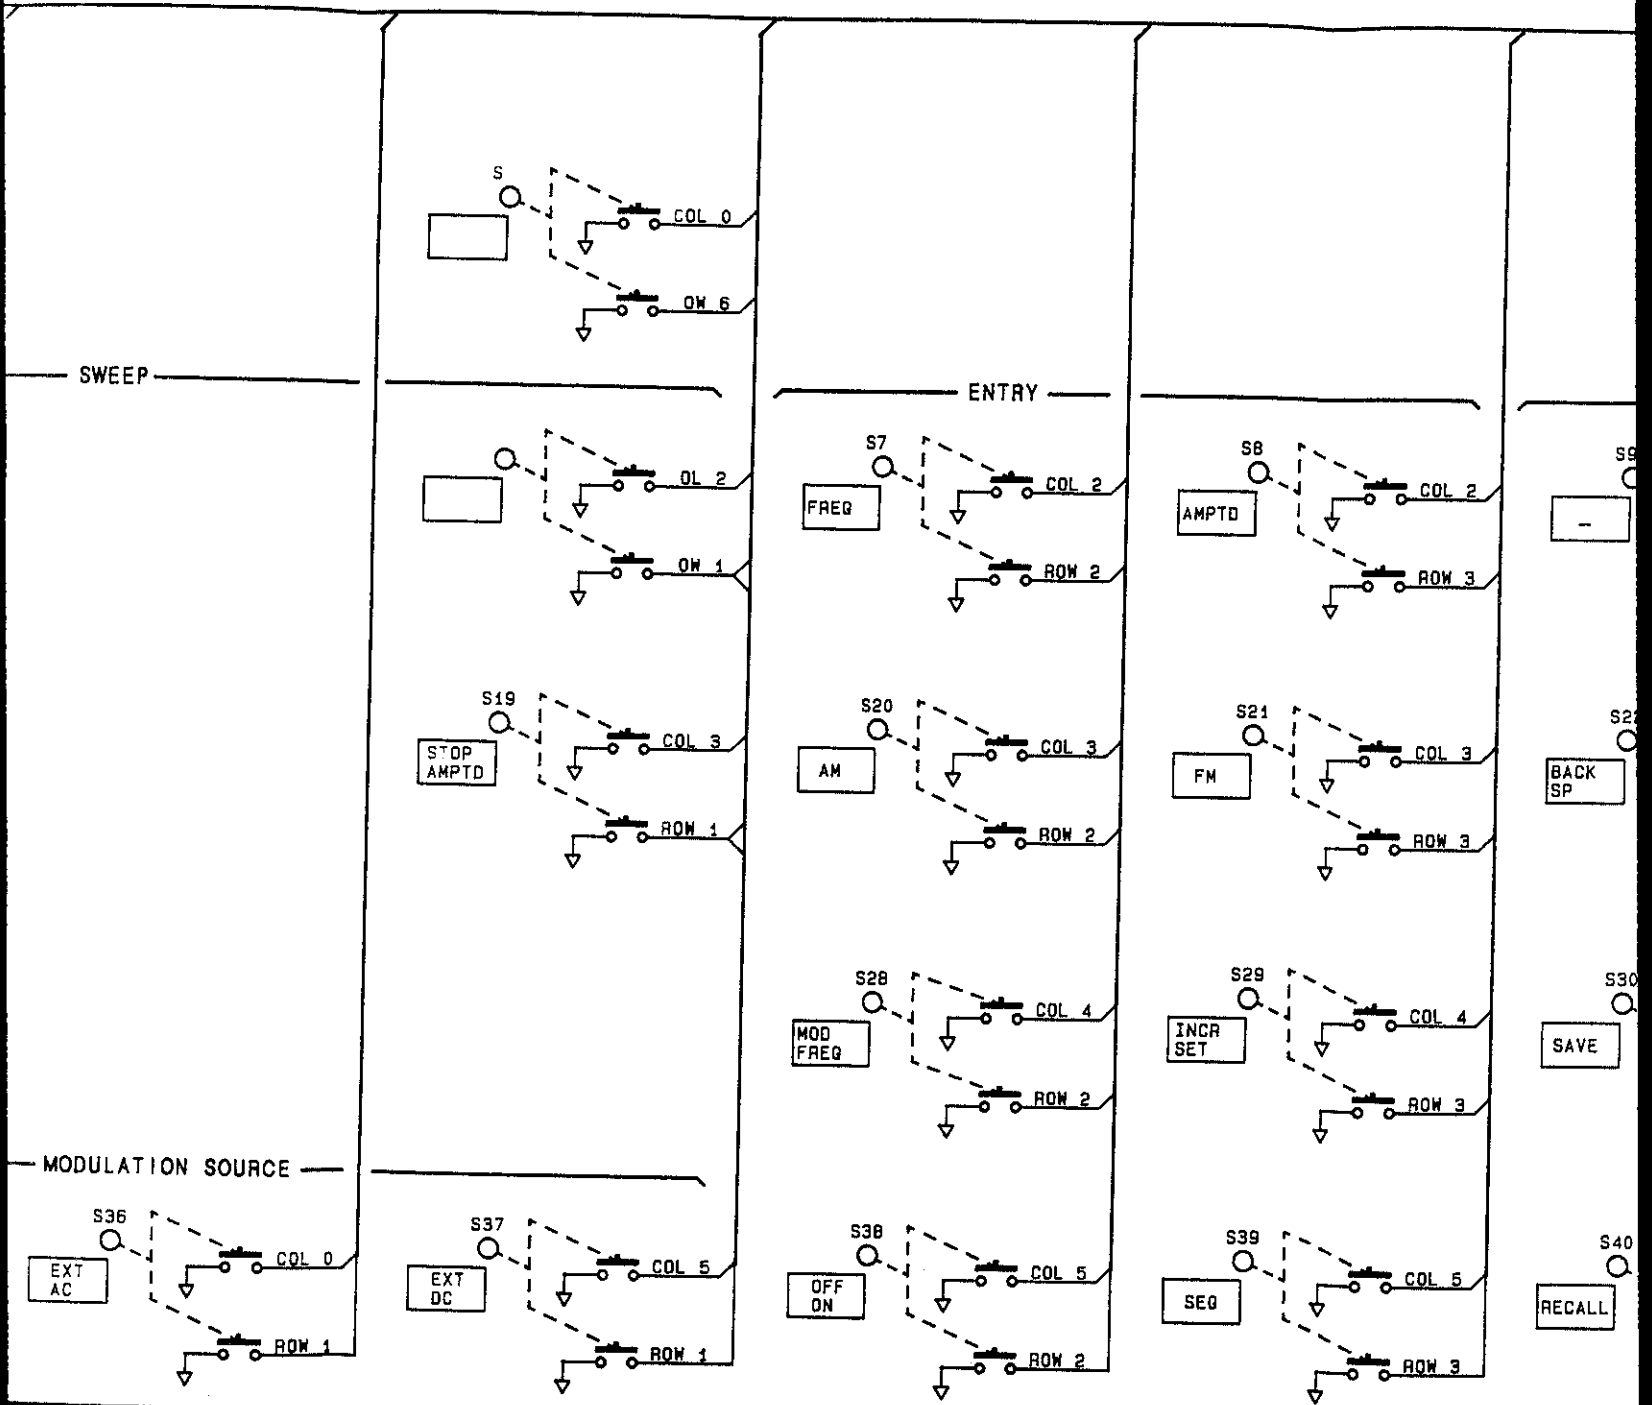 S
COL 0
OW 6
SWEEP
ENTRY
OL 2
OW 1
S7
FREQ
COL 2
ROW 2
S8
AMPTD
COL 2
ROW 3
S9
—
S19
STOP
AMPTD
COL 3
ROW 1
S20
AM
COL 3
ROW 2
S21
FM
COL 3
ROW 3
S22
BACK
SP
S28
MOD
FREQ
COL 4
ROW 2
S29
INCR
SET
COL 4
ROW 3
S30
SAVE
MODULATION SOURCE
S36
EXT
AC
COL 0
ROW 1
S37
EXT
DC
COL 5
ROW 1
S38
OFF
ON
COL 5
ROW 2
S39
SEQ
COL 5
ROW 3
S40
RECALL